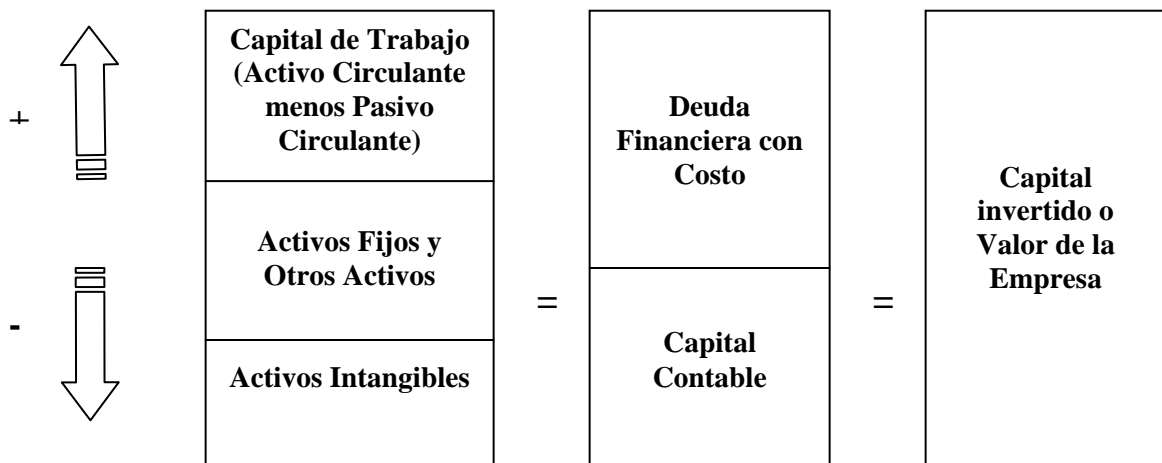 +
-
Capital de Trabajo
(Activo Circulante
menos Pasivo
Circulante)
Activos Fijos y
Otros Activos
Activos Intangibles
=
Deuda
Financiera con
Costo
Capital
Contable
=
Capital
invertido o
Valor de la
Empresa